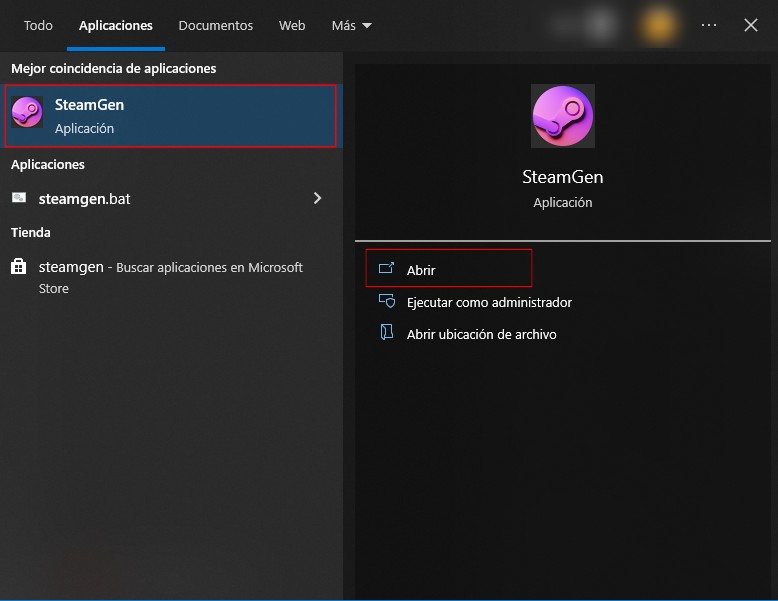 Todo Aplicaciones Documentos Web Más
Mejor coincidencia de aplicaciones
SteamGen
Aplicación
Aplicaciones
steamgen.bat
Tienda
steamgen - Buscar aplicaciones en Microsoft
Store
SteamGen
Aplicación
Abrir
Ejecutar como administrador
Abrir ubicación de archivo